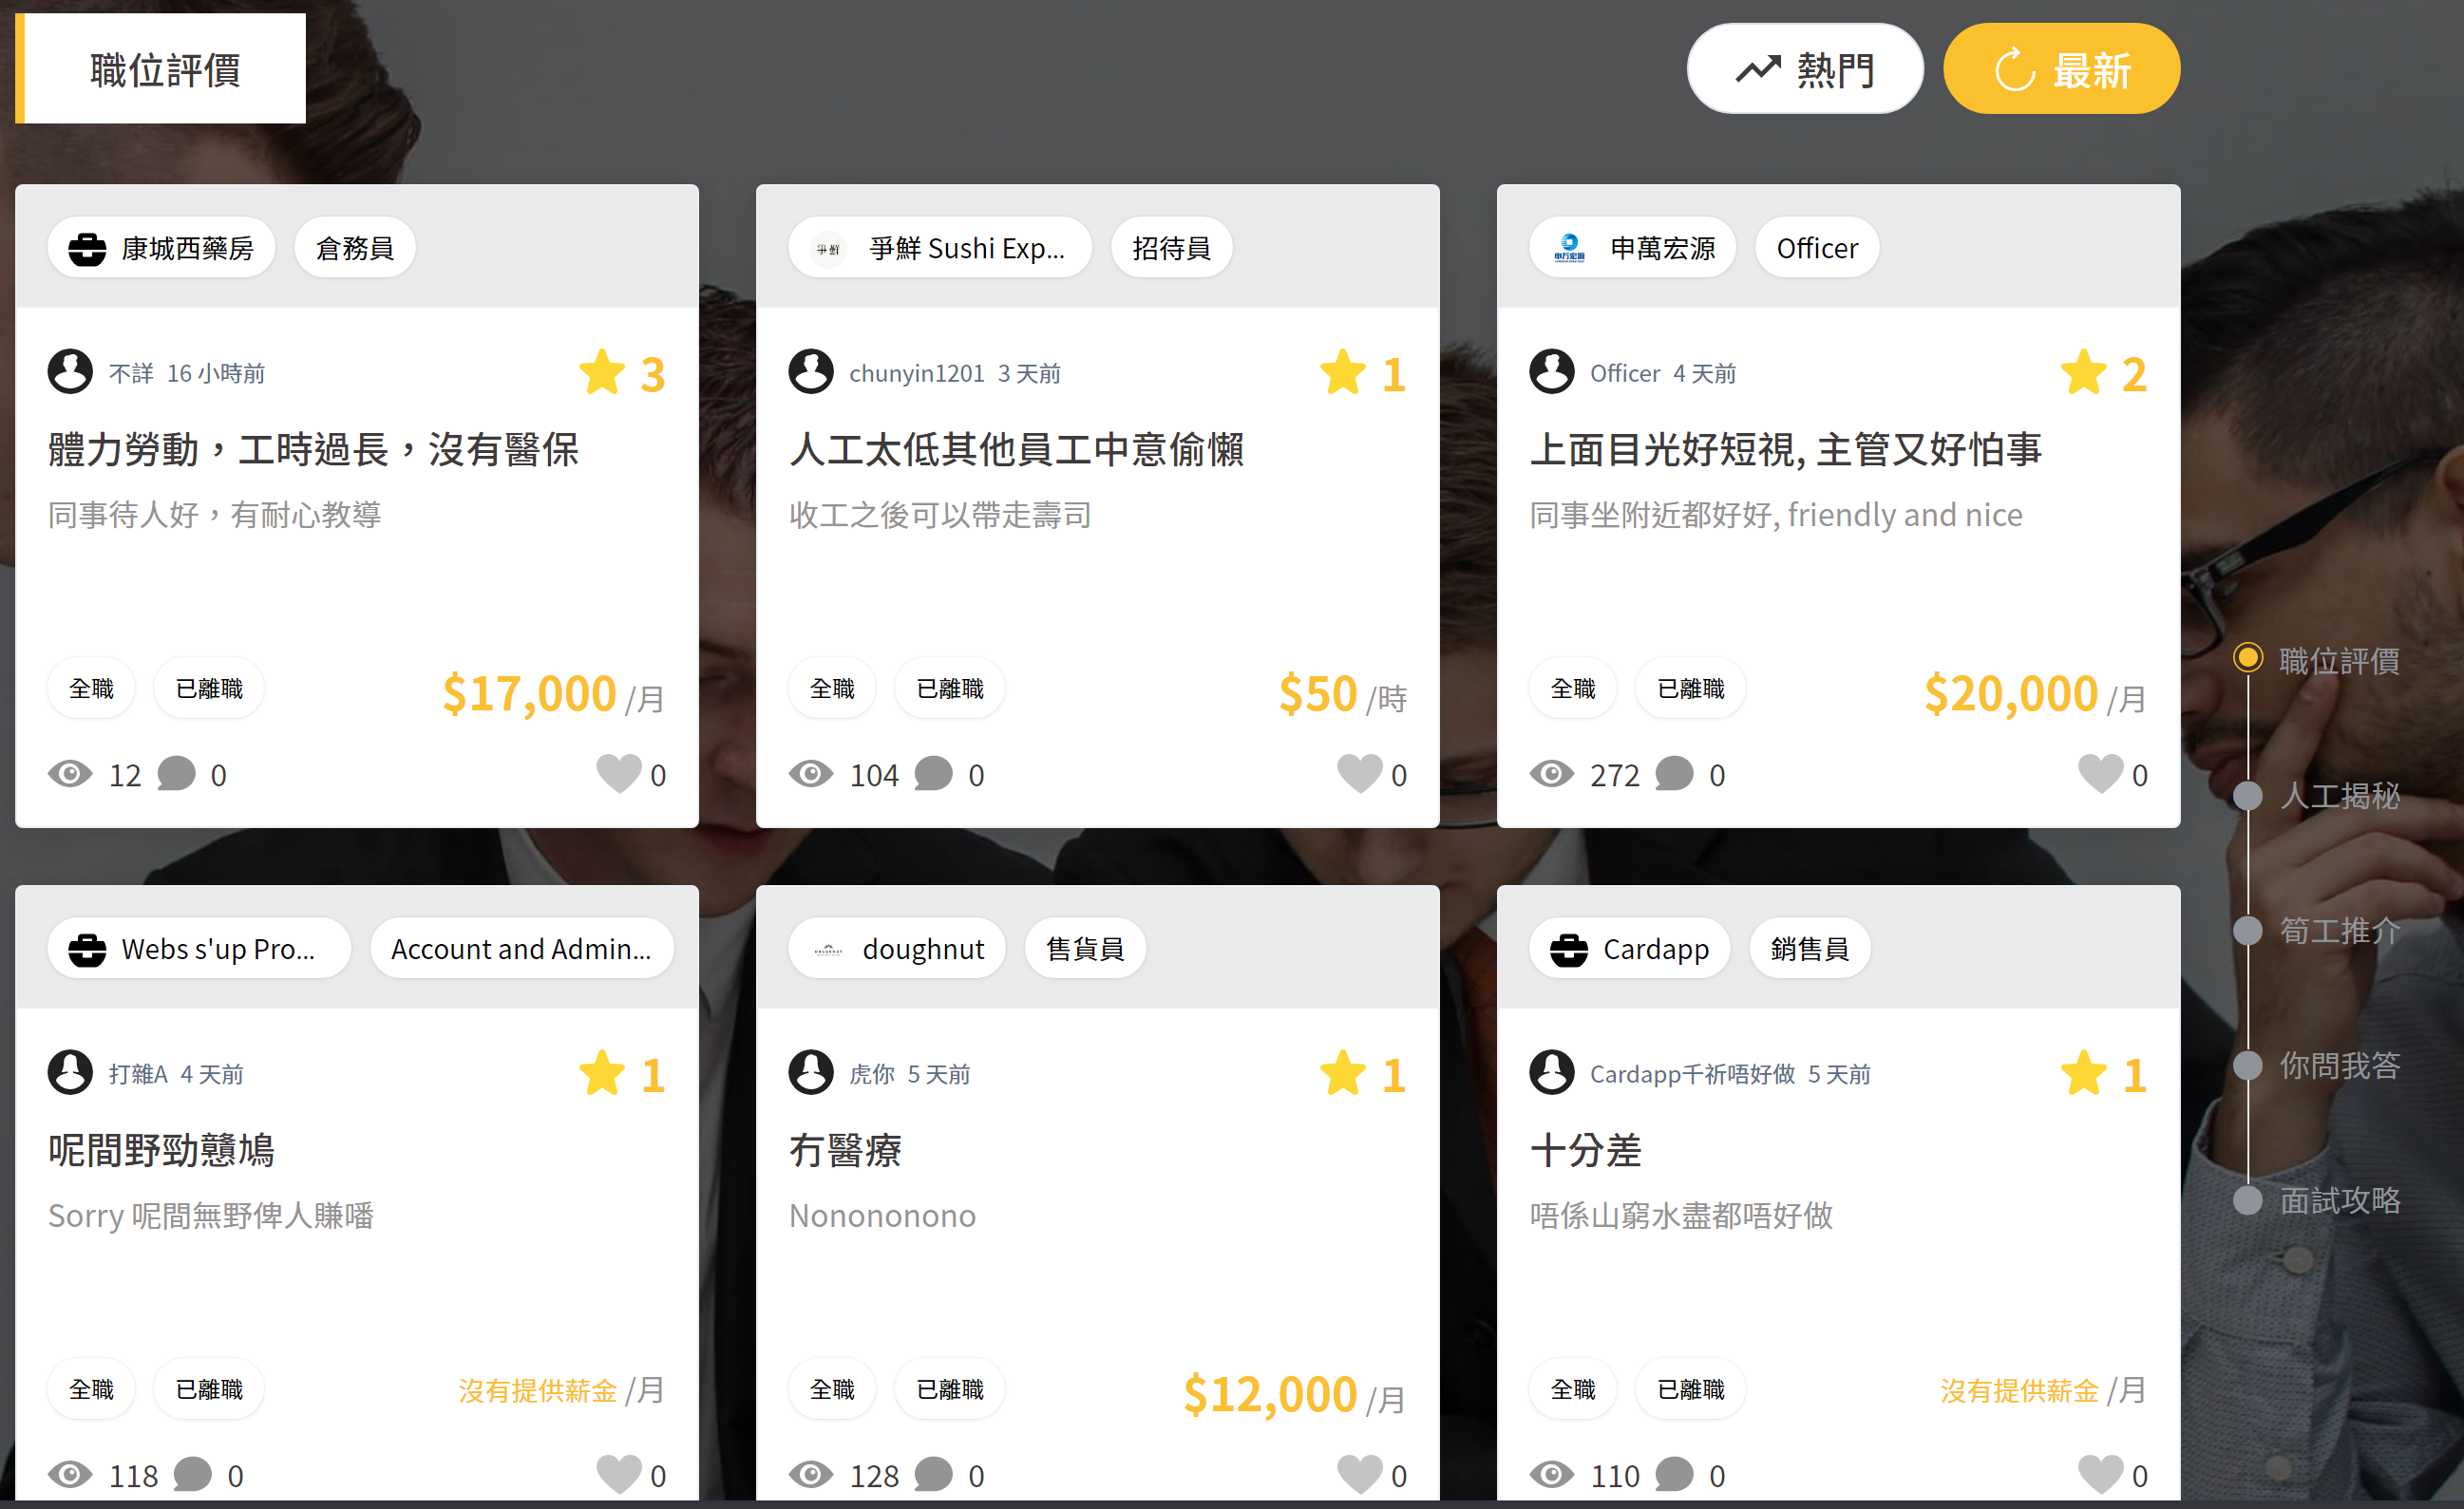 職位評價
熱門
最新
康城西藥房 倉務員
不詳 16 小時前 3
體力勞動，工時過長，沒有醫保
同事待人好，有耐心教導
全職 已離職 $17,000 /月
12 0 0
爭鮮 爭鮮 Sushi Exp... 招待員
chunyin1201 3 天前 1
人工太低其他員工中意偷懶
收工之後可以帶走壽司
全職 已離職 $50 /時
104 0 0
申万宏源 申萬宏源 Officer
Officer 4 天前 2
上面目光好短視, 主管又好怕事
同事坐附近都好好, friendly and nice
全職 已離職 $20,000 /月
272 0 0
Webs s'up Pro... Account and Admin...
打雜A 4 天前 1
呢間野勁戇鳩
Sorry 呢間無野俾人賺噃
全職 已離職 沒有提供薪金 /月
118 0 0
doughnut 售貨員
虎你 5 天前 1
冇醫療
Nonononono
全職 已離職 $12,000 /月
128 0 0
Cardapp 銷售員
Cardapp千祈唔好做 5 天前 1
十分差
唔係山窮水盡都唔好做
全職 已離職 沒有提供薪金 /月
110 0 0
職位評價
人工揭秘
筍工推介
你問我答
面試攻略